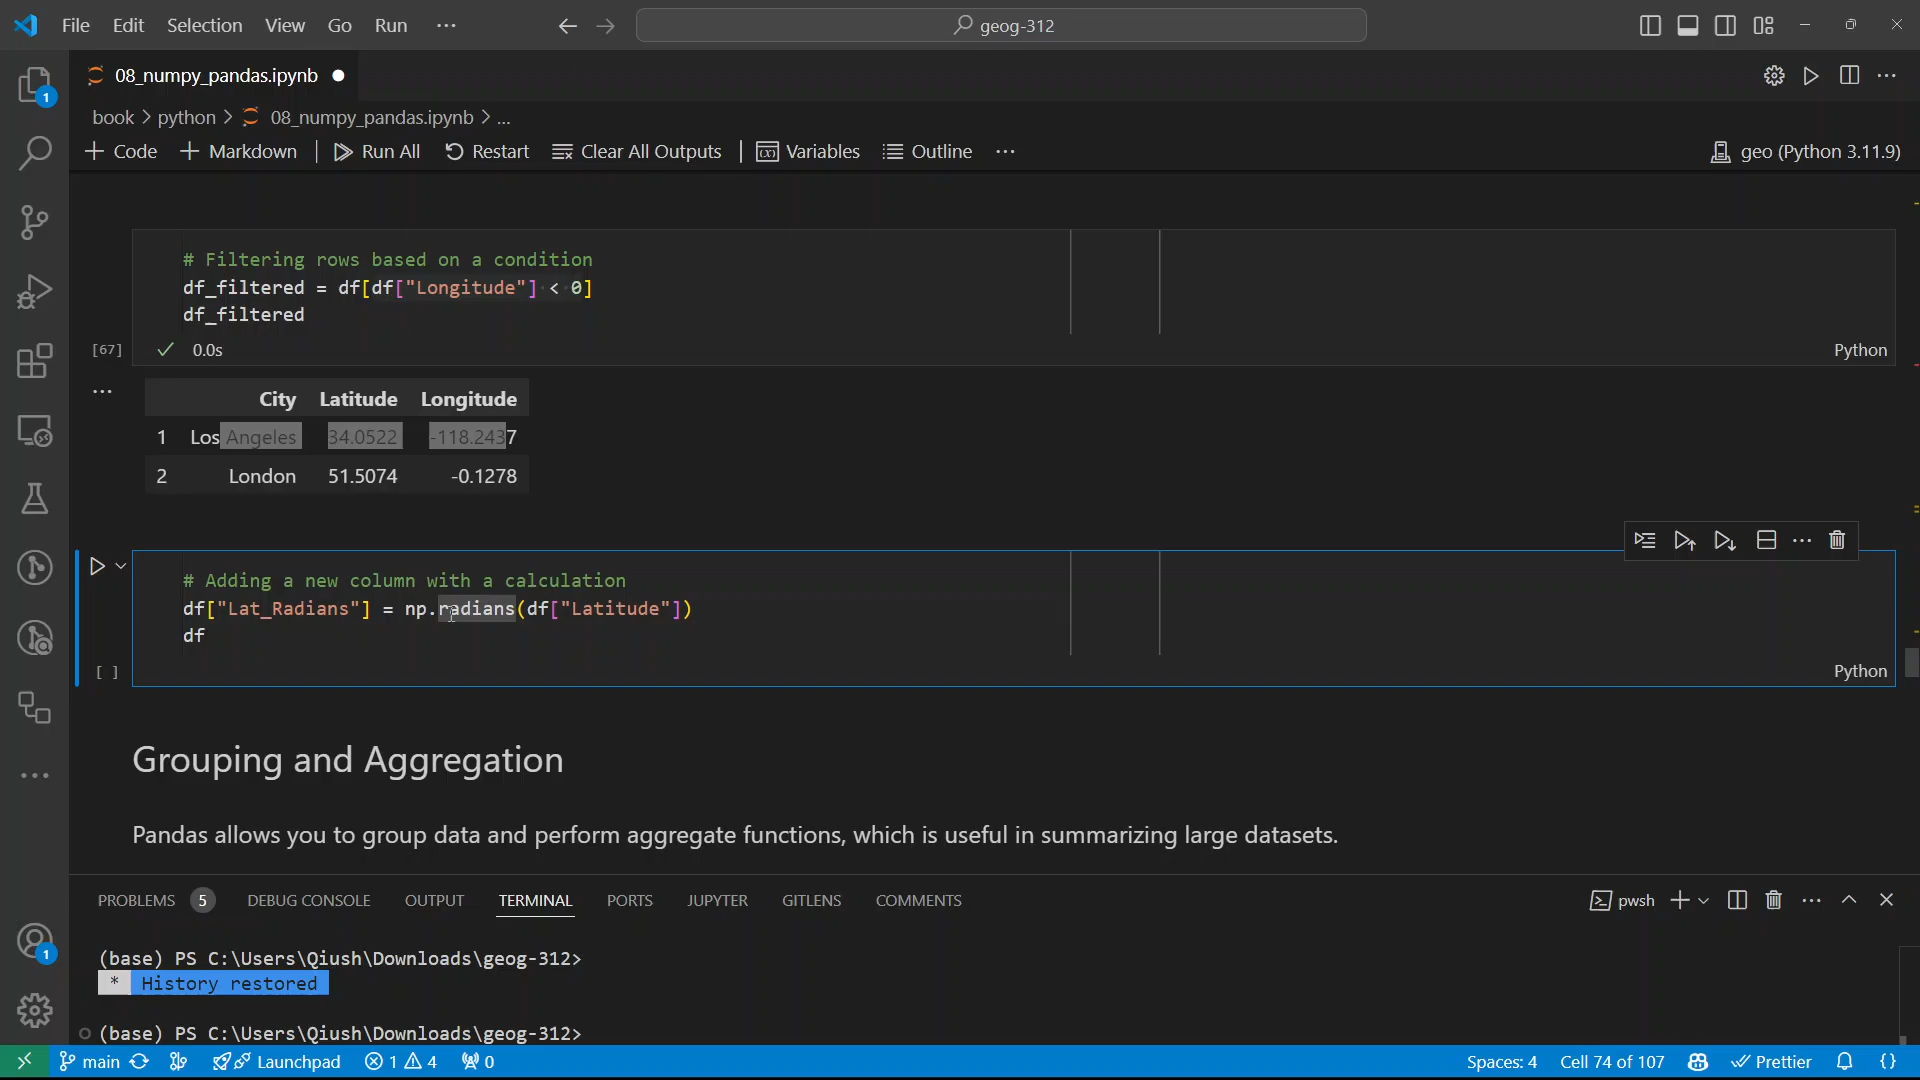 File Edit Selection View Go Run ···
geog-312
08_numpy_pandas.ipynb
book > python > 08_numpy_pandas.ipynb > ...
Code Markdown Run All Restart Clear All Outputs Variables Outline ··· geo (Python 3.11.9)
# Filtering rows based on a condition
df_filtered = df[df["Longitude"] < 0]
df_filtered
[67] 0.0s Python
City Latitude Longitude
1 Los Angeles 34.0522 -118.2437
2 London 51.5074 -0.1278
# Adding a new column with a calculation
df["Lat_Radians"] = np.radians(df["Latitude"])
df
[ ] Python
Grouping and Aggregation
Pandas allows you to group data and perform aggregate functions, which is useful in summarizing large datasets.
PROBLEMS 5 DEBUG CONSOLE OUTPUT TERMINAL PORTS JUPYTER GITLENS COMMENTS pwsh
(base) PS C:\Users\Qiush\Downloads\geog-312>
* History restored
(base) PS C:\Users\Qiush\Downloads\geog-312>
main Launchpad 1 4 0 Spaces: 4 Cell 74 of 107 Prettier {}
1
1